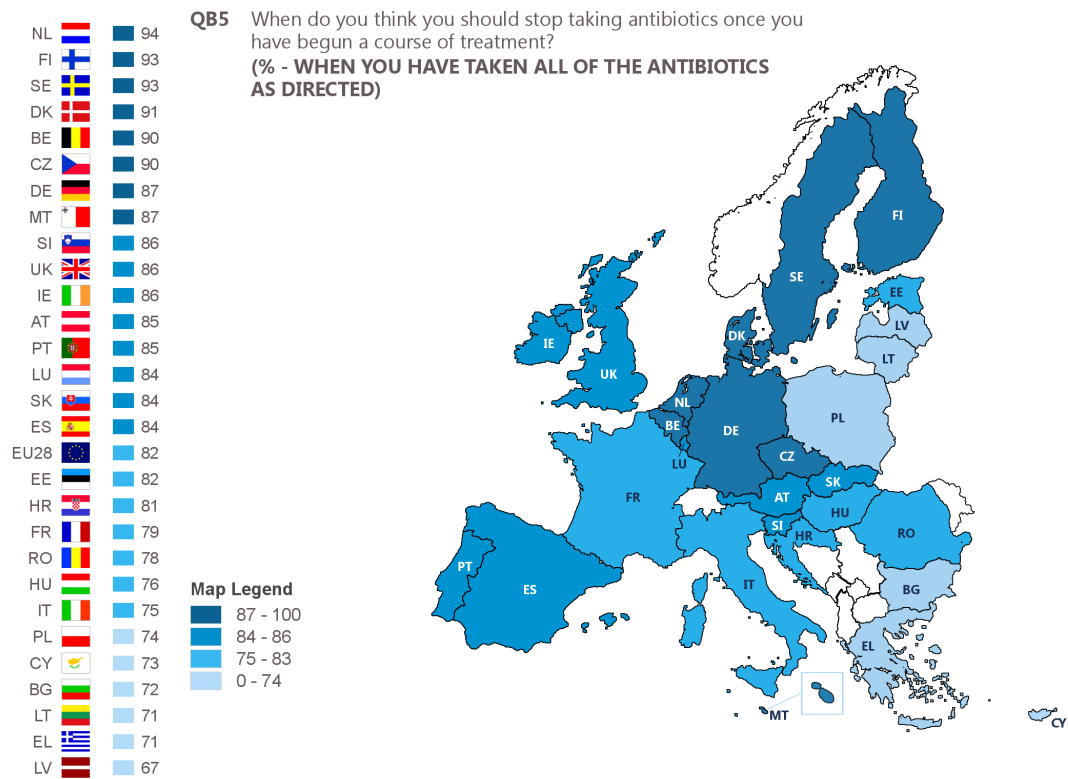 QB5 When do you think you should stop taking antibiotics once you
have begun a course of treatment?
(% - WHEN YOU HAVE TAKEN ALL OF THE ANTIBIOTICS
AS DIRECTED)
NL 94
FI 93
SE 93
DK 91
BE 90
CZ 90
DE 87
MT 87
SI 86
UK 86
IE 86
AT 85
PT 85
LU 84
SK 84
ES 84
EU28 82
EE 82
HR 81
FR 79
RO 78
HU 76
IT 75
PL 74
CY 73
BG 72
LT 71
EL 71
LV 67
Map Legend
87 - 100
84 - 86
75 - 83
0 - 74
FI
SE
EE
LV
LT
DK
IE
UK
NL
BE
DE
PL
LU
CZ
SK
FR
AT
HU
SI
HR
RO
PT
ES
IT
BG
EL
MT
CY